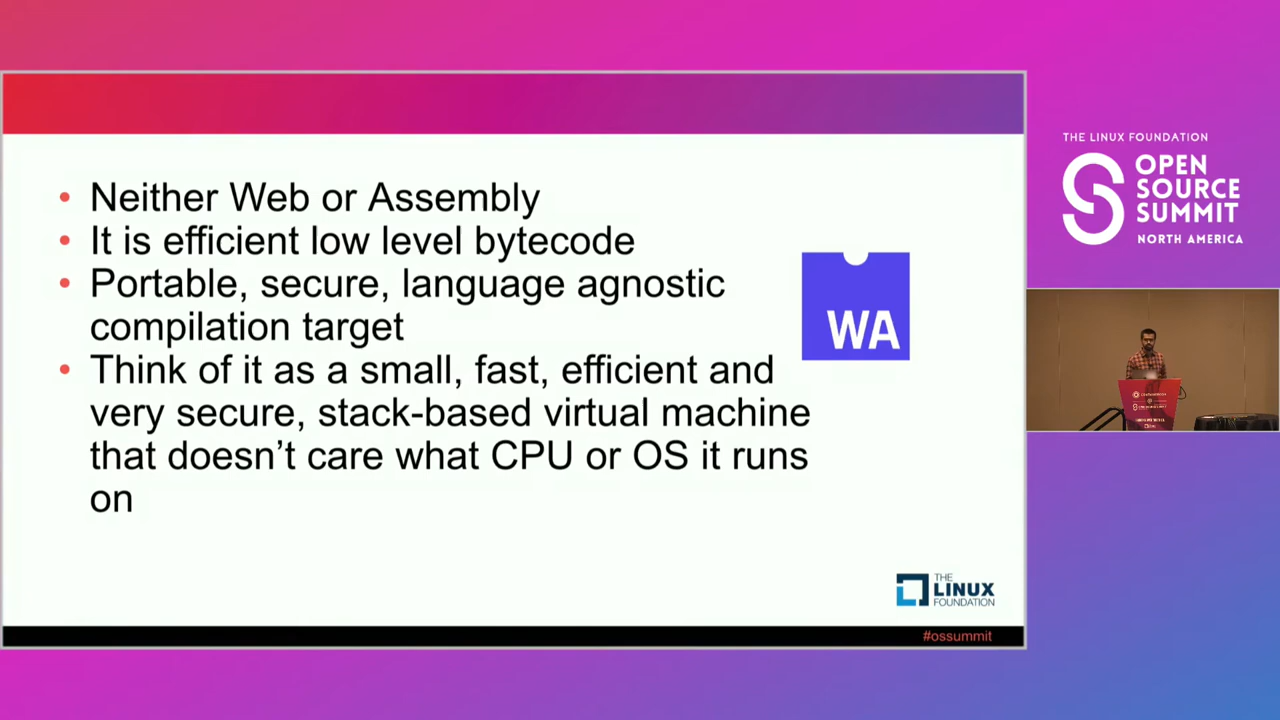 Neither Web or Assembly
It is efficient low level bytecode
Portable, secure, language agnostic
compilation target
Think of it as a small, fast, efficient and
very secure, stack-based virtual machine
that doesn't care what CPU or OS it runs
on
WA
THE
LINUX
FOUNDATION
#ossummit
THE LINUX FOUNDATION
OPEN
SOURCE
SUMMIT
NORTH AMERICA